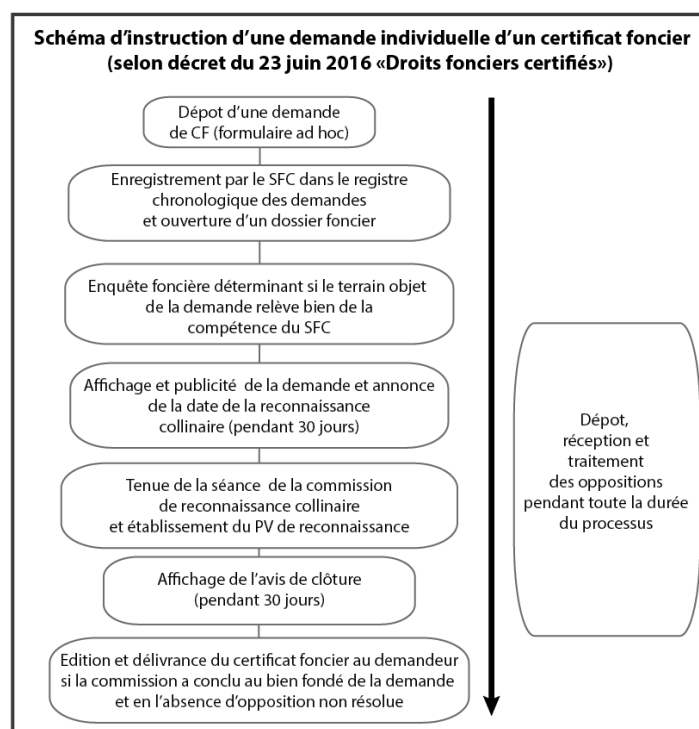 Schéma d’instruction d’une demande individuelle d’un certificat foncier
(selon décret du 23 juin 2016 «Droits fonciers certifiés»)
Dépot d’une demande
de CF (formulaire ad hoc)
Enregistrement par le SFC dans le registre
chronologique des demandes
et ouverture d’un dossier foncier
Enquête foncière déterminant si le terrain objet
de la demande relève bien de la
compétence du SFC
Affichage et publicité de la demande et annonce
de la date de la reconnaissance
collinaire (pendant 30 jours)
Tenue de la séance de la commission
de reconnaissance collinaire
et établissement du PV de reconnaissance
Affichage de l’avis de clôture
(pendant 30 jours)
Edition et délivrance du certificat foncier au demandeur
si la commission a conclu au bien fondé de la demande
et en l’absence d’opposition non résolue
Dépôt,
réception et
traitement
des oppositions
pendant toute la durée
du processus